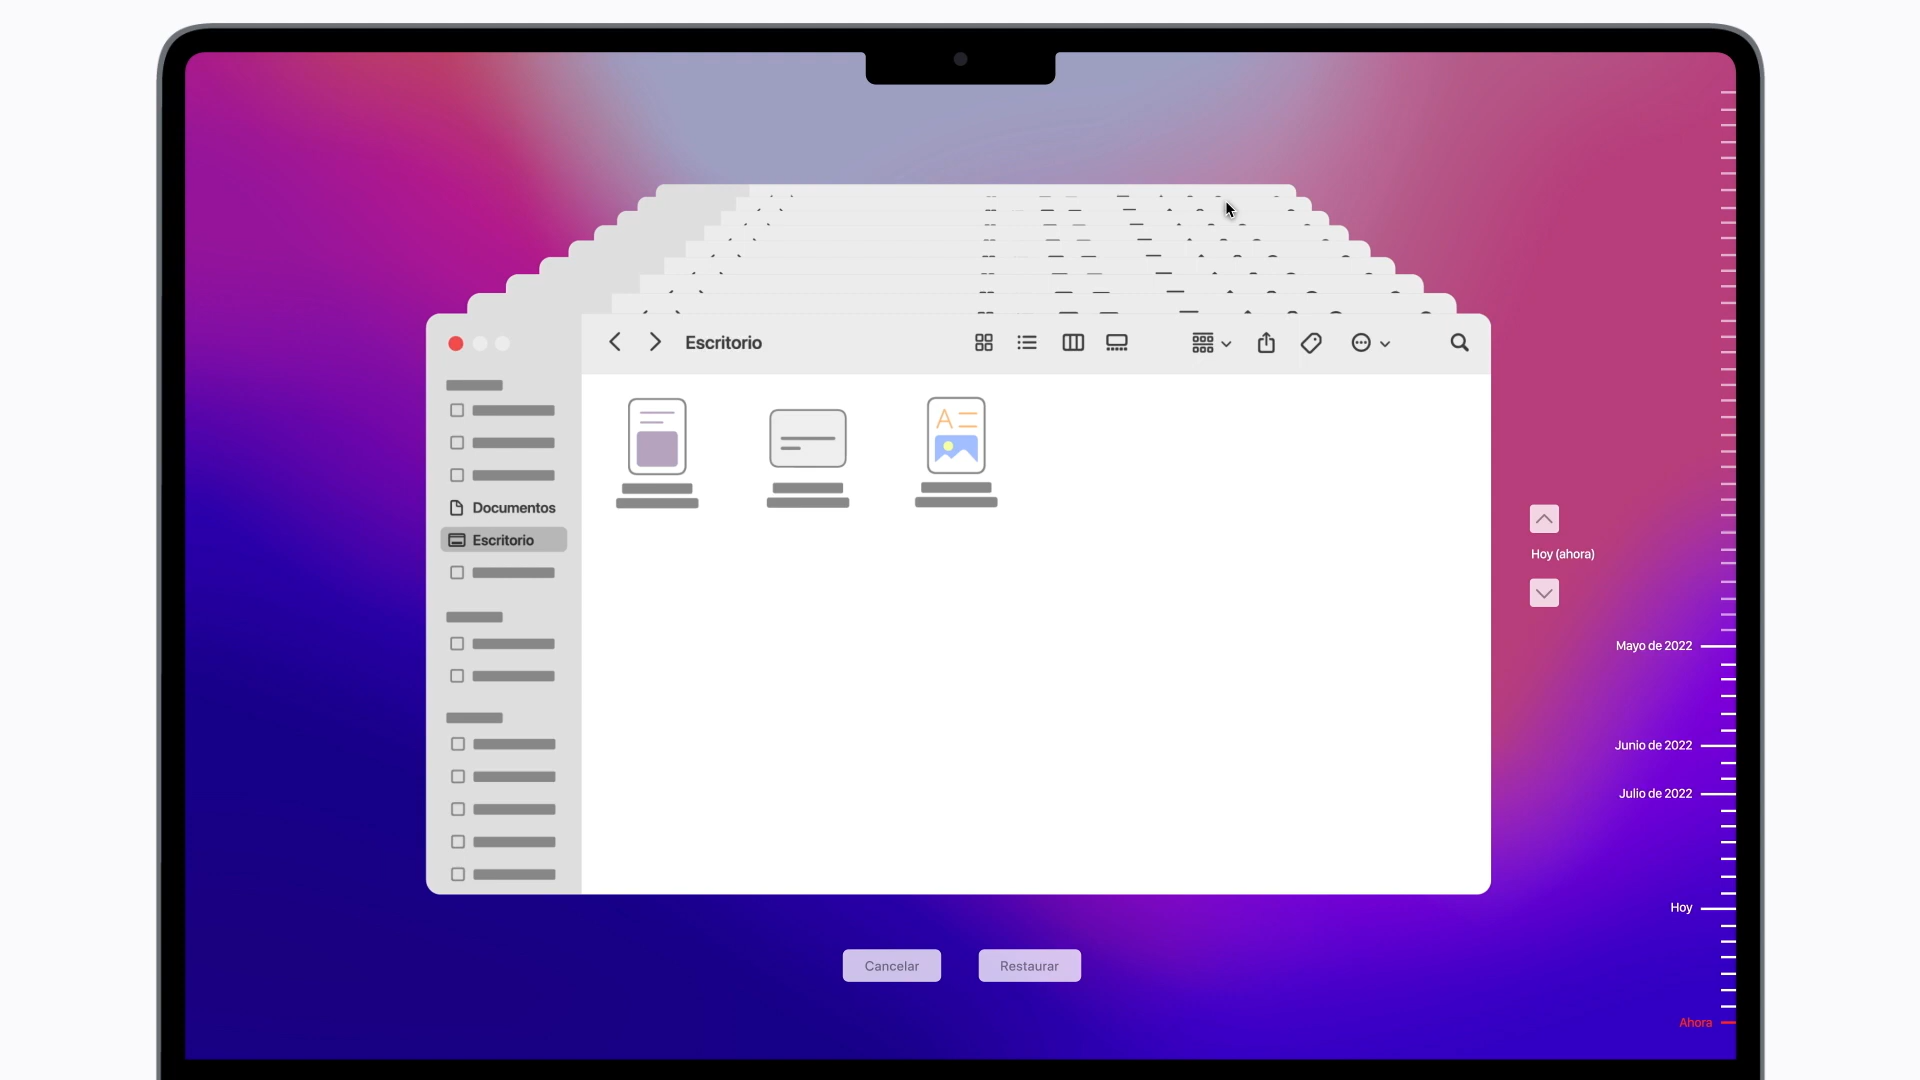 Escritorio
Documentos
Escritorio
Hoy (ahora)
Mayo de 2022
Junio de 2022
Julio de 2022
Hoy
Cancelar
Restaurar
Ahora